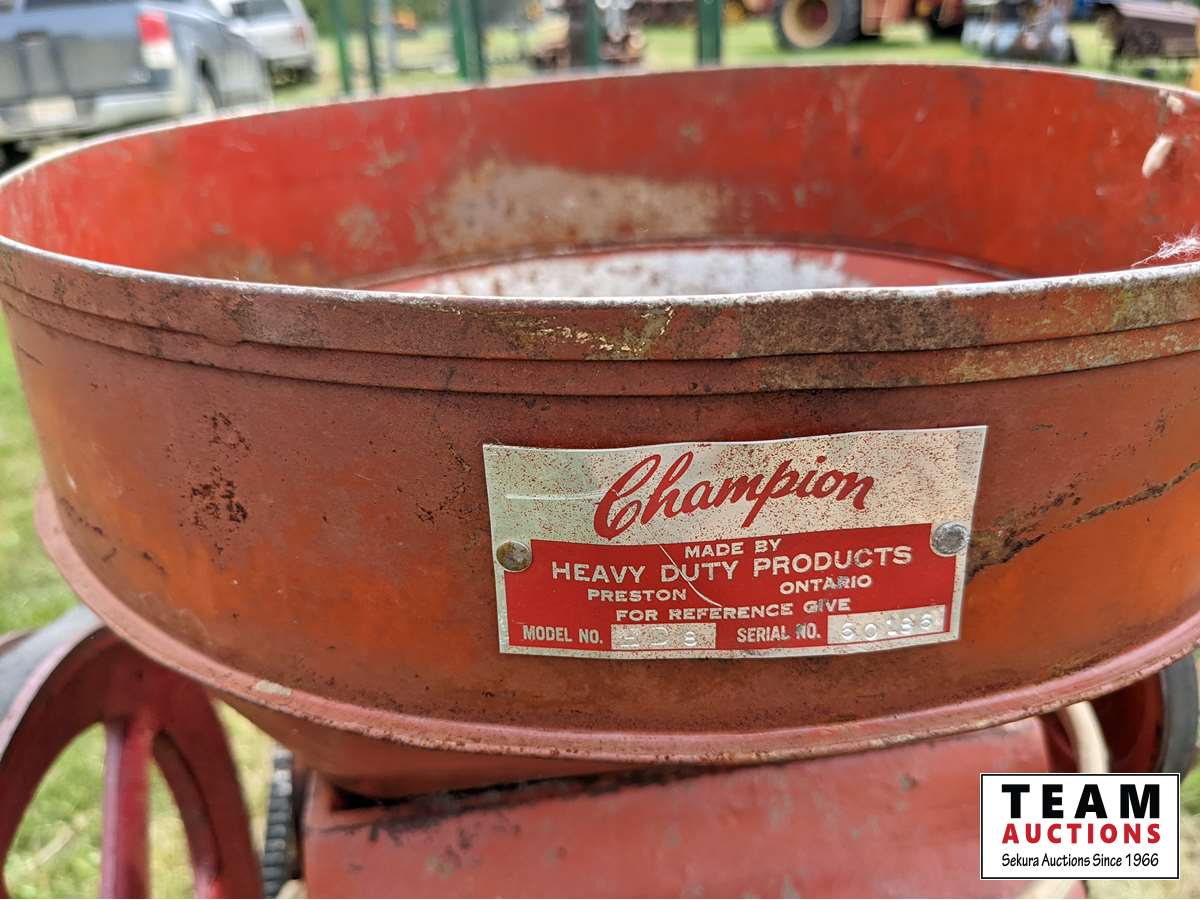 Champion
MADE BY
HEAVY DUTY PRODUCTS
PRESTON ONTARIO
FOR REFERENCE GIVE
MODEL NO. SERIAL NO. 60196
TEAM
AUCTIONS
Sekura Auctions Since 1966